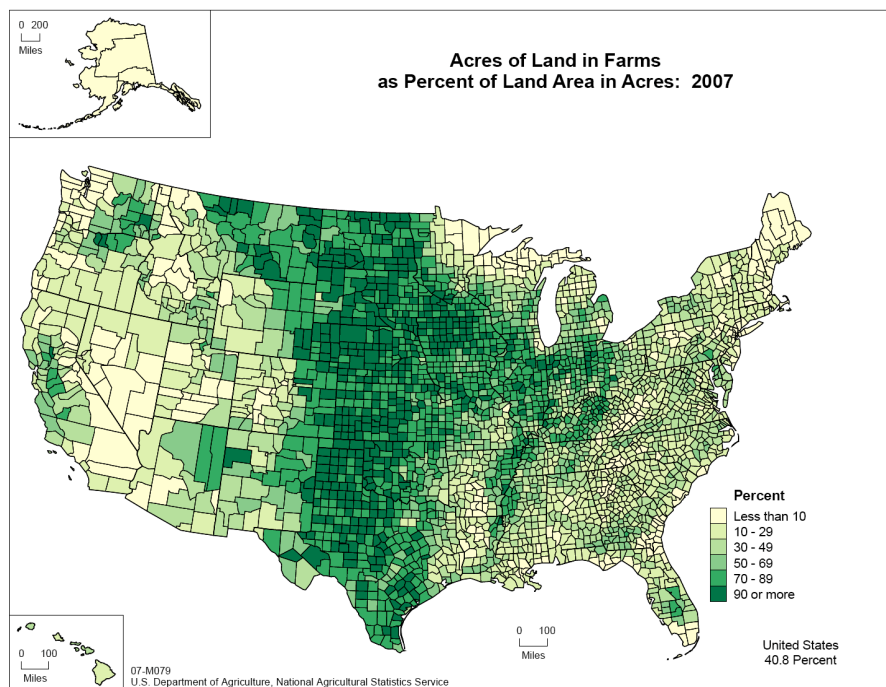 0 200
Miles
Acres of Land in Farms
as Percent of Land Area in Acres: 2007
Percent
Less than 10
10 - 29
30 - 49
50 - 69
70 - 89
90 or more
0 100
Miles
0 100
Miles
United States
40.8 Percent
07-M079
U.S. Department of Agriculture, National Agricultural Statistics Service